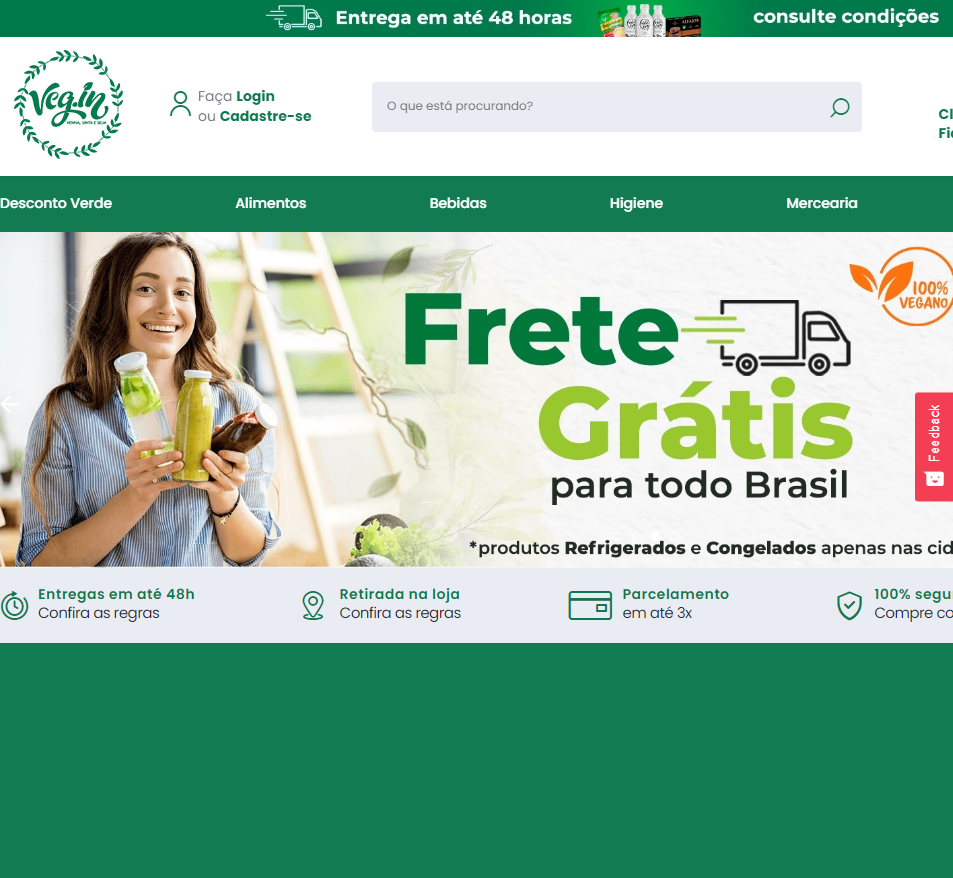 Entrega em até 48 horas
consulte condições
Veg.in
Faça Login
ou Cadastre-se
O que está procurando?
Desconto Verde
Alimentos
Bebidas
Higiene
Mercearia
Frete
Grátis
para todo Brasil
100%
VEGANO
*produtos Refrigerados e Congelados apenas nas cid
Feedback
Entregas em até 48h
Confira as regras
Retirada na loja
Confira as regras
Parcelamento
em até 3x
100% segu
Compre co